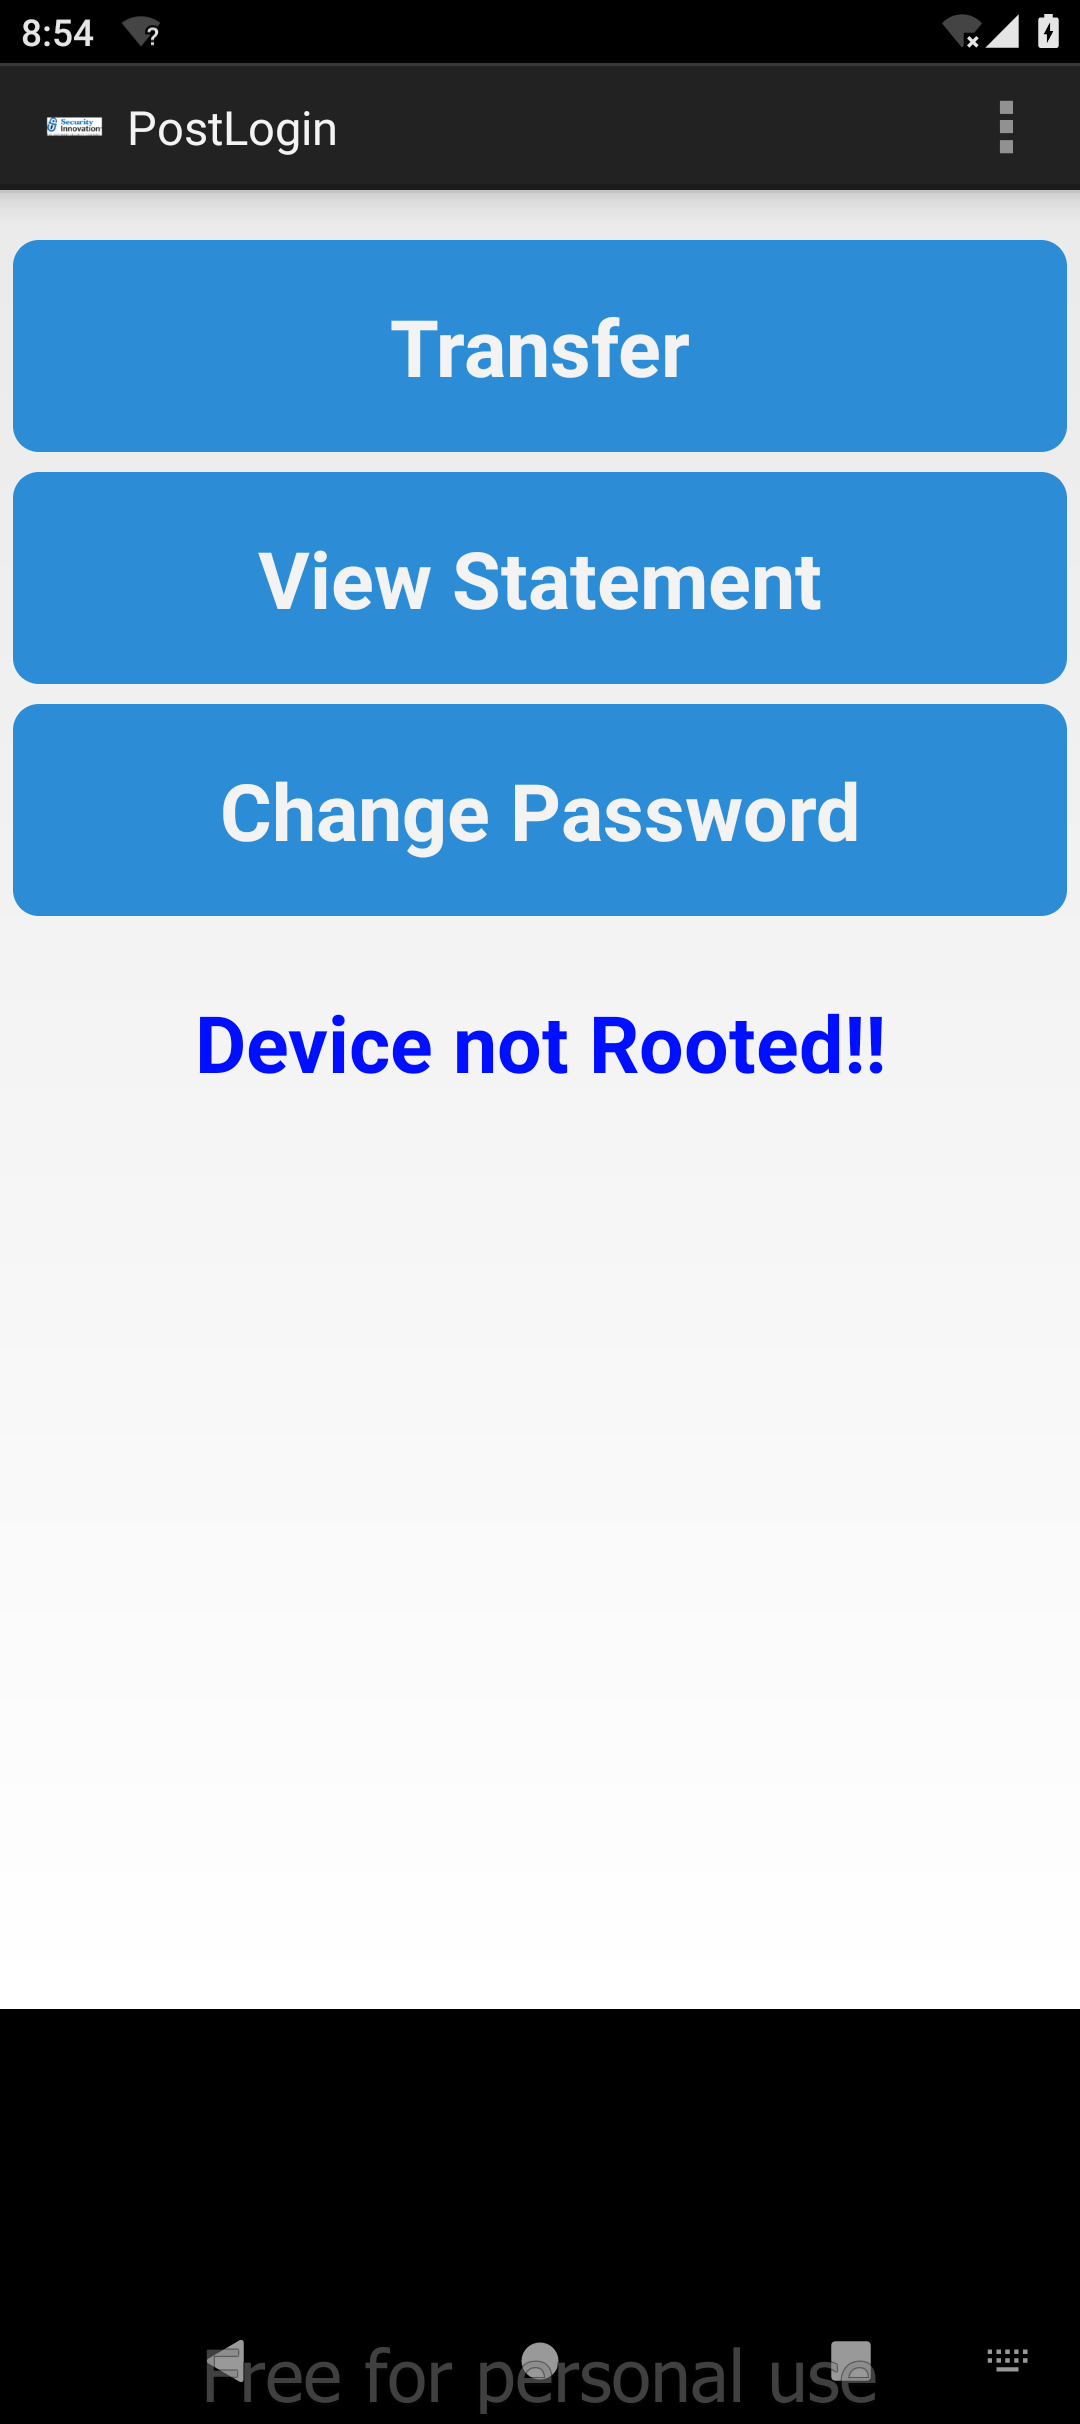 8:54
Security
Innovation
PostLogin
Transfer
View Statement
Change Password
Device not Rooted!!
Free for personal use